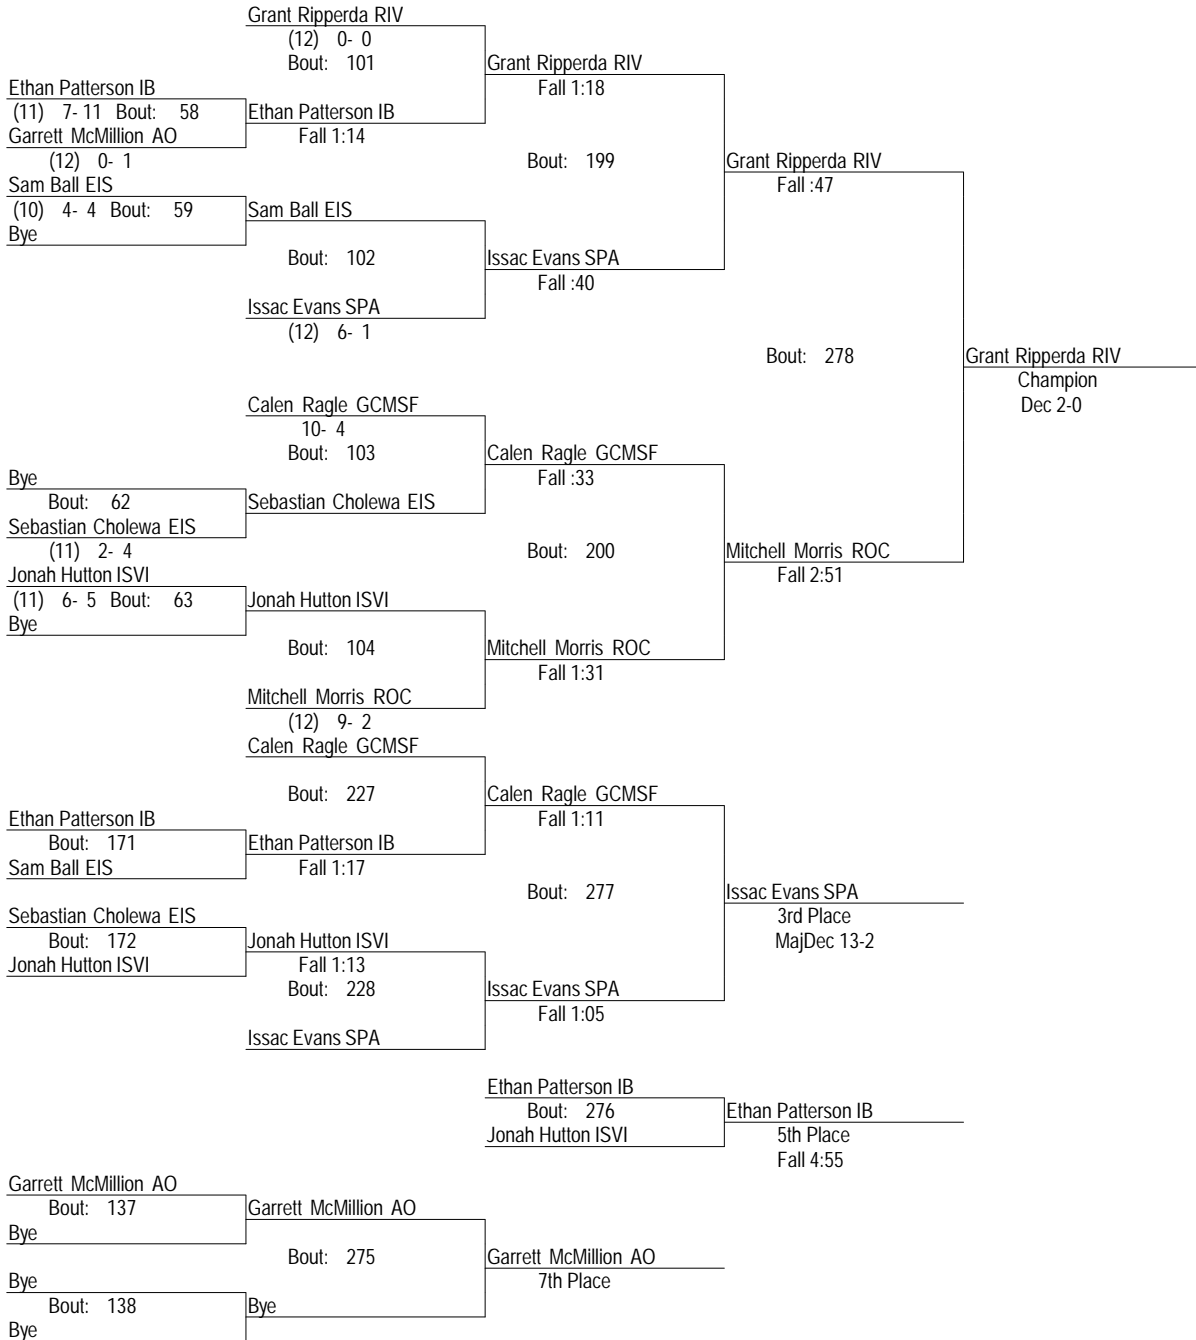 Grant Ripperda RIV
(12) 0- 0
Bout: 101
Grant Ripperda RIV
Fall 1:18
Ethan Patterson IB
(11) 7- 11 Bout: 58
Ethan Patterson IB
Garrett McMillion AO
Fall 1:14
(12) 0- 1
Bout: 199
Grant Ripperda RIV
Fall :47
Sam Ball EIS
(10) 4- 4 Bout: 59
Sam Ball EIS
Bye
Bout: 102
Issac Evans SPA
Fall :40
Issac Evans SPA
(12) 6- 1
Bout: 278
Grant Ripperda RIV
Champion
Dec 2-0
Calen Ragle GCMSF
10- 4
Bout: 103
Calen Ragle GCMSF
Fall :33
Bye
Bout: 62
Sebastian Cholewa EIS
Sebastian Cholewa EIS
(11) 2- 4
Bout: 200
Mitchell Morris ROC
Fall 2:51
Jonah Hutton ISVI
(11) 6- 5 Bout: 63
Jonah Hutton ISVI
Bye
Bout: 104
Mitchell Morris ROC
Fall 1:31
Mitchell Morris ROC
(12) 9- 2
Calen Ragle GCMSF
Bout: 227
Calen Ragle GCMSF
Fall 1:11
Ethan Patterson IB
Bout: 171
Ethan Patterson IB
Sam Ball EIS
Fall 1:17
Bout: 277
Issac Evans SPA
3rd Place
MajDec 13-2
Sebastian Cholewa EIS
Bout: 172
Jonah Hutton ISVI
Jonah Hutton ISVI
Fall 1:13
Bout: 228
Issac Evans SPA
Fall 1:05
Issac Evans SPA
Ethan Patterson IB
Bout: 276
Ethan Patterson IB
Jonah Hutton ISVI
5th Place
Fall 4:55
Garrett McMillion AO
Bout: 137
Garrett McMillion AO
Bye
Bout: 275
Garrett McMillion AO
7th Place
Bye
Bout: 138
Bye
Bye